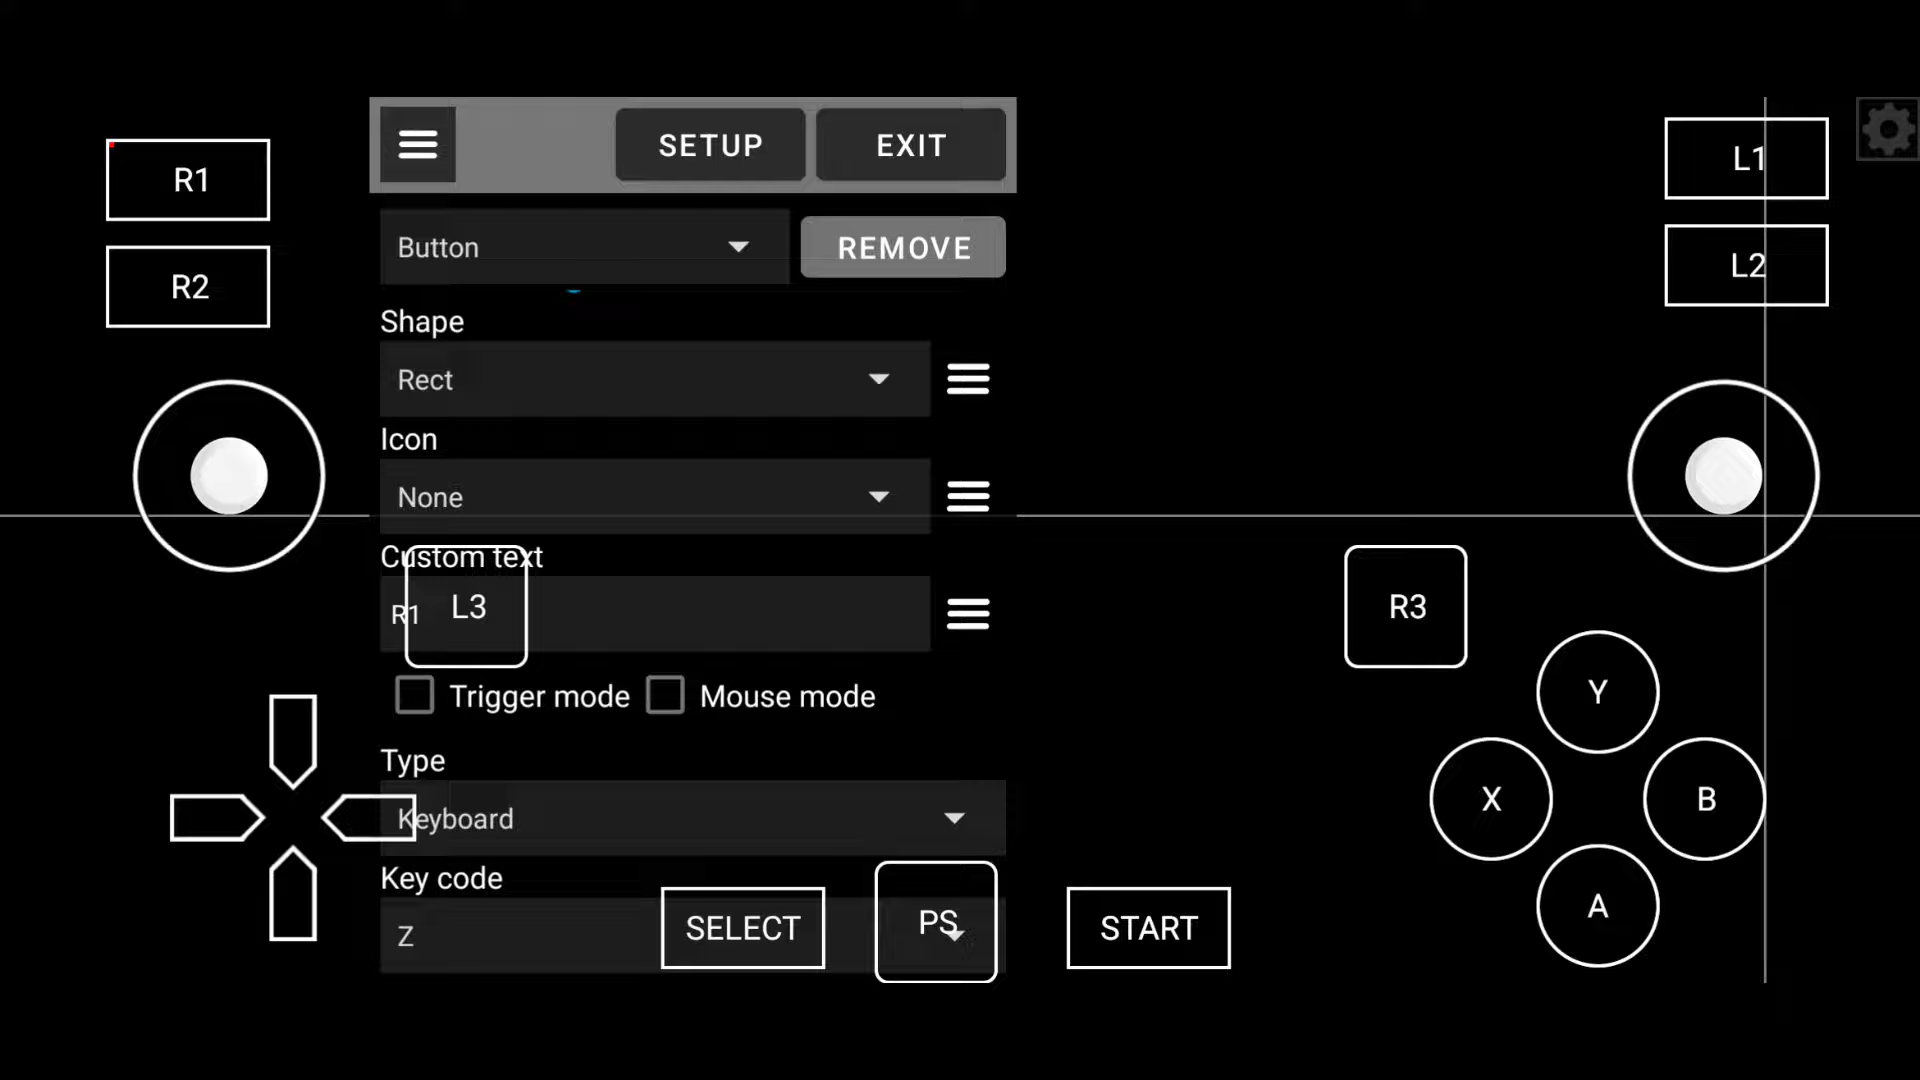 SETUP EXIT
R1
L1
Button REMOVE
R2
L2
Shape
Rect
Icon
None
Custom text
R1
L3
R3
Trigger mode Mouse mode
Y
Type
X
B
Keyboard
Key code
A
Z
SELECT
PS
START